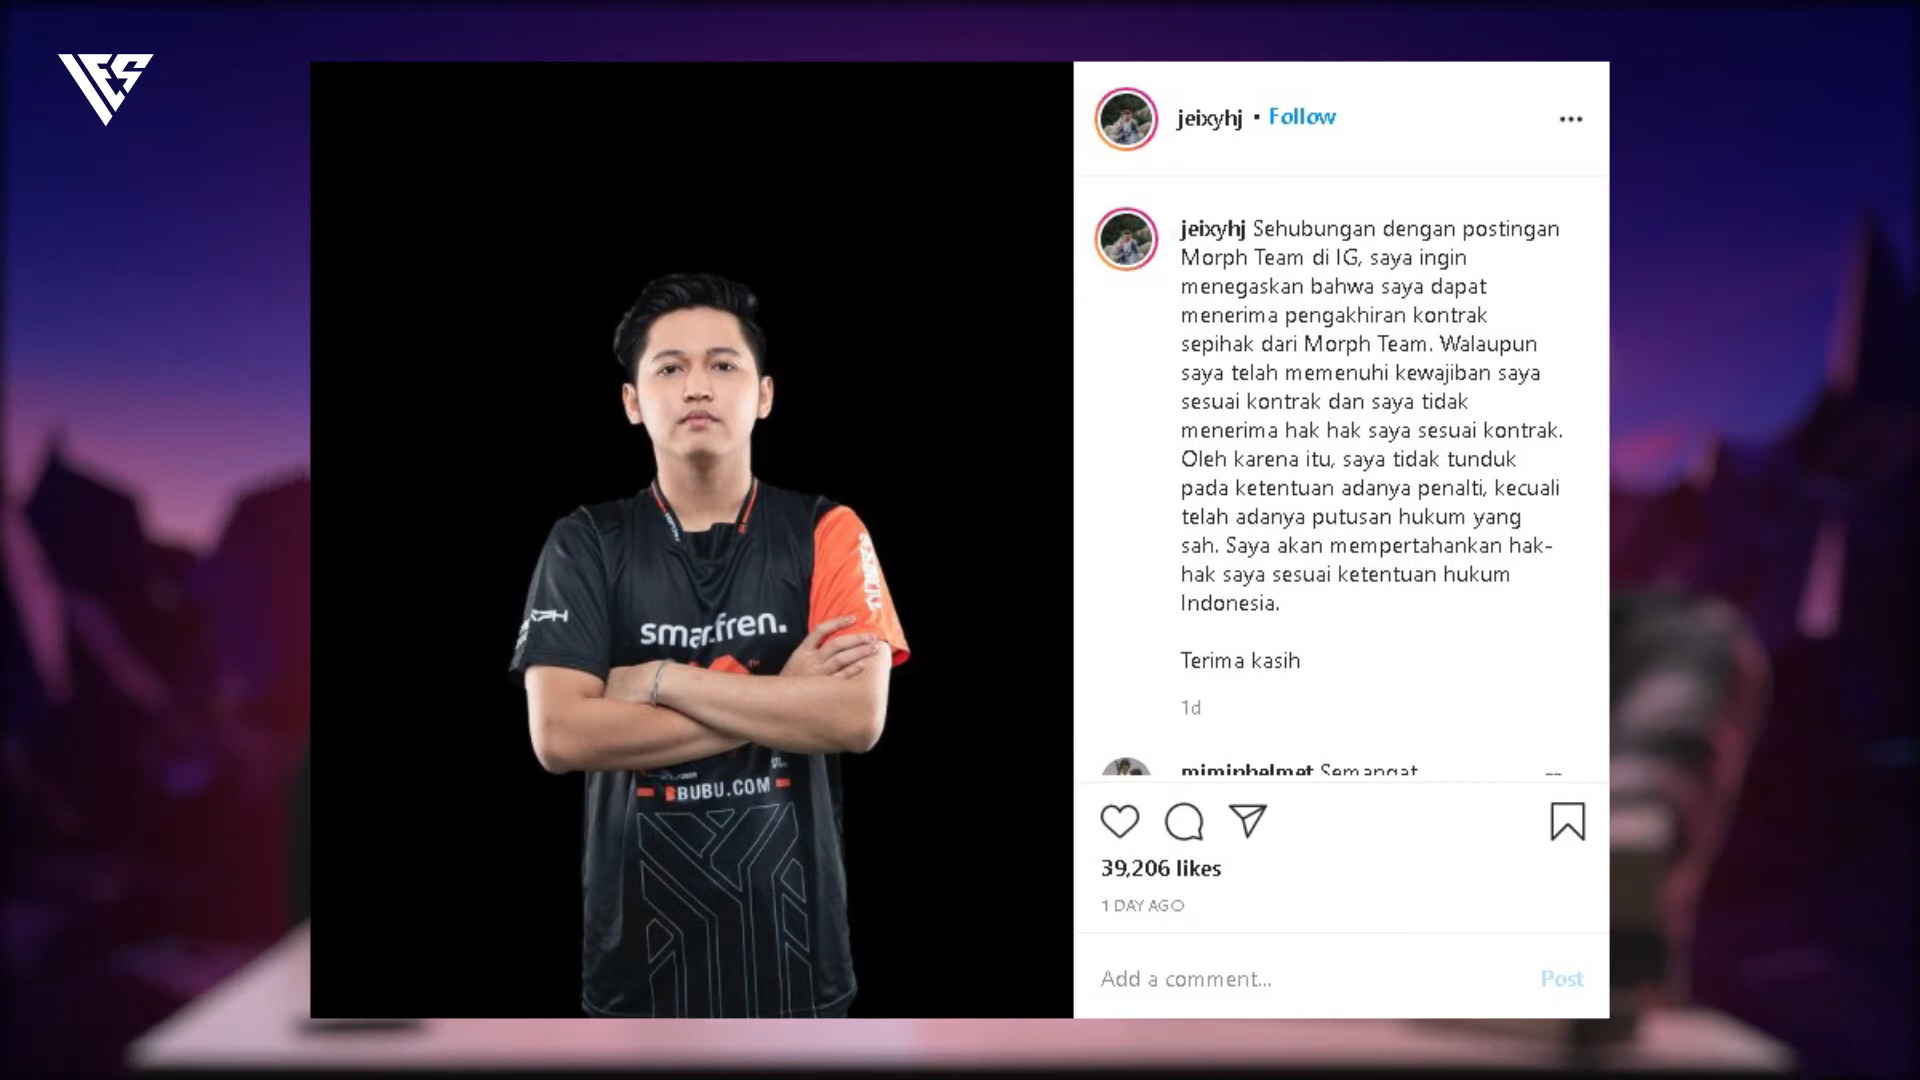 IES
jeixyhj • Follow
jeixyhj Sehubungan dengan postingan
Morph Team di IG, saya ingin
menegaskan bahwa saya dapat
menerima pengakhiran kontrak
sepihak dari Morph Team. Walaupun
saya telah memenuhi kewajiban saya
sesuai kontrak dan saya tidak
menerima hak hak saya sesuai kontrak.
Oleh karena itu, saya tidak tunduk
pada ketentuan adanya penalti, kecuali
telah adanya putusan hukum yang
sah. Saya akan mempertahankan hak-
hak saya sesuai ketentuan hukum
Indonesia.
Terima kasih
1d
miminhelmet Semangat
39,206 likes
1 DAY AGO
Add a comment...
Post
smartfren.
BUBU.COM